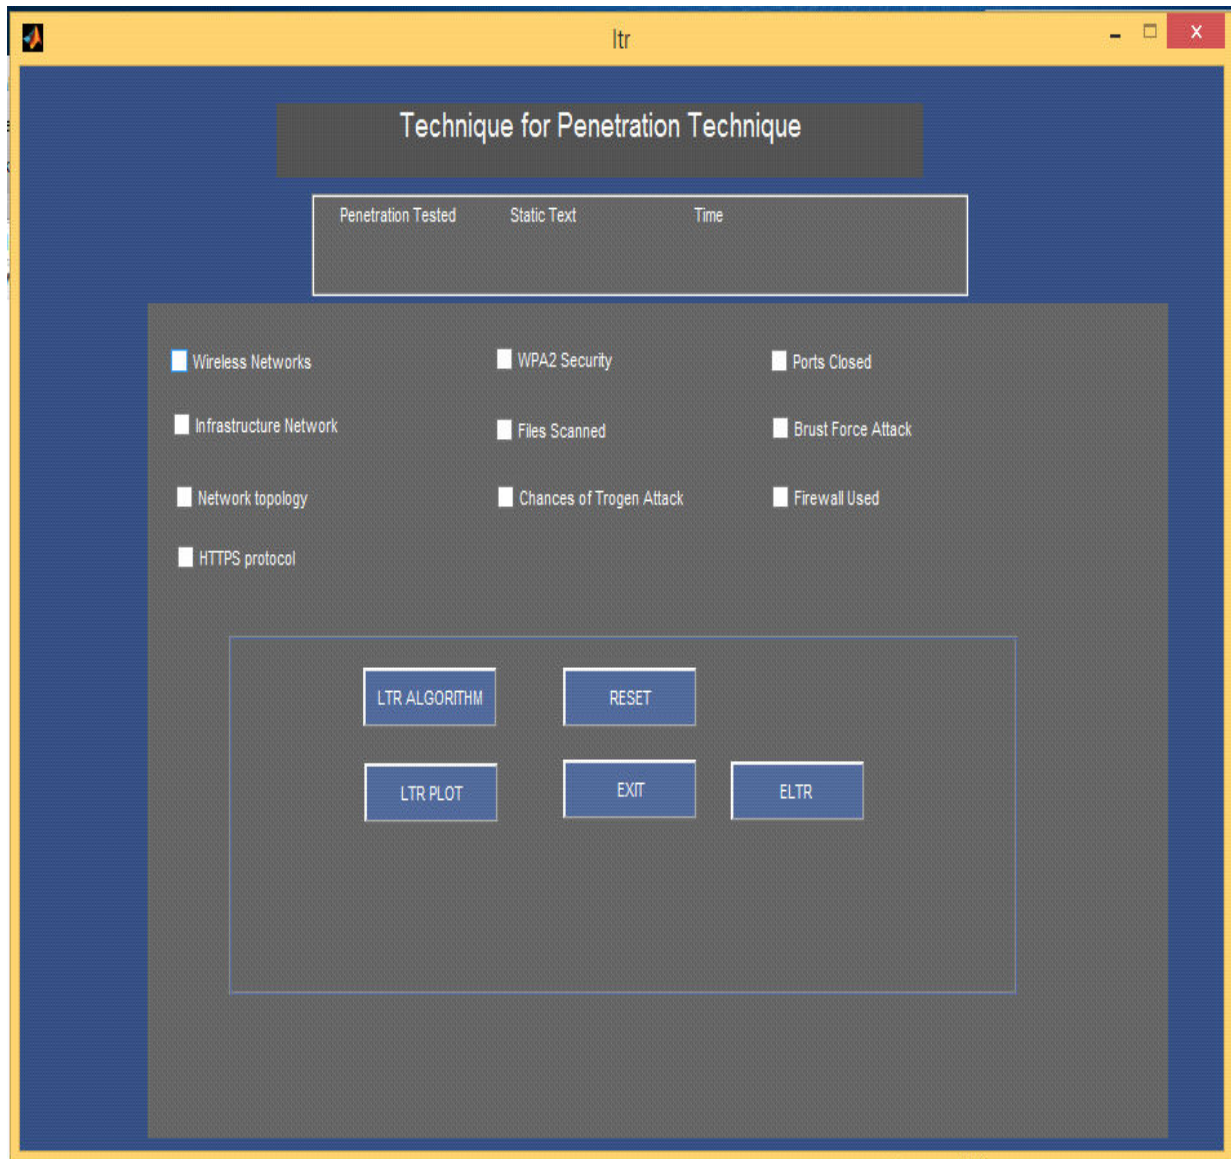 ltr
Technique for Penetration Technique
Penetration Tested Static Text Time
Wireless Networks WPA2 Security Ports Closed
Infrastructure Network Files Scanned Brust Force Attack
Network topology Chances of Trogen Attack Firewall Used
HTTPS protocol
LTR ALGORITHM RESET
LTR PLOT EXIT ELTR